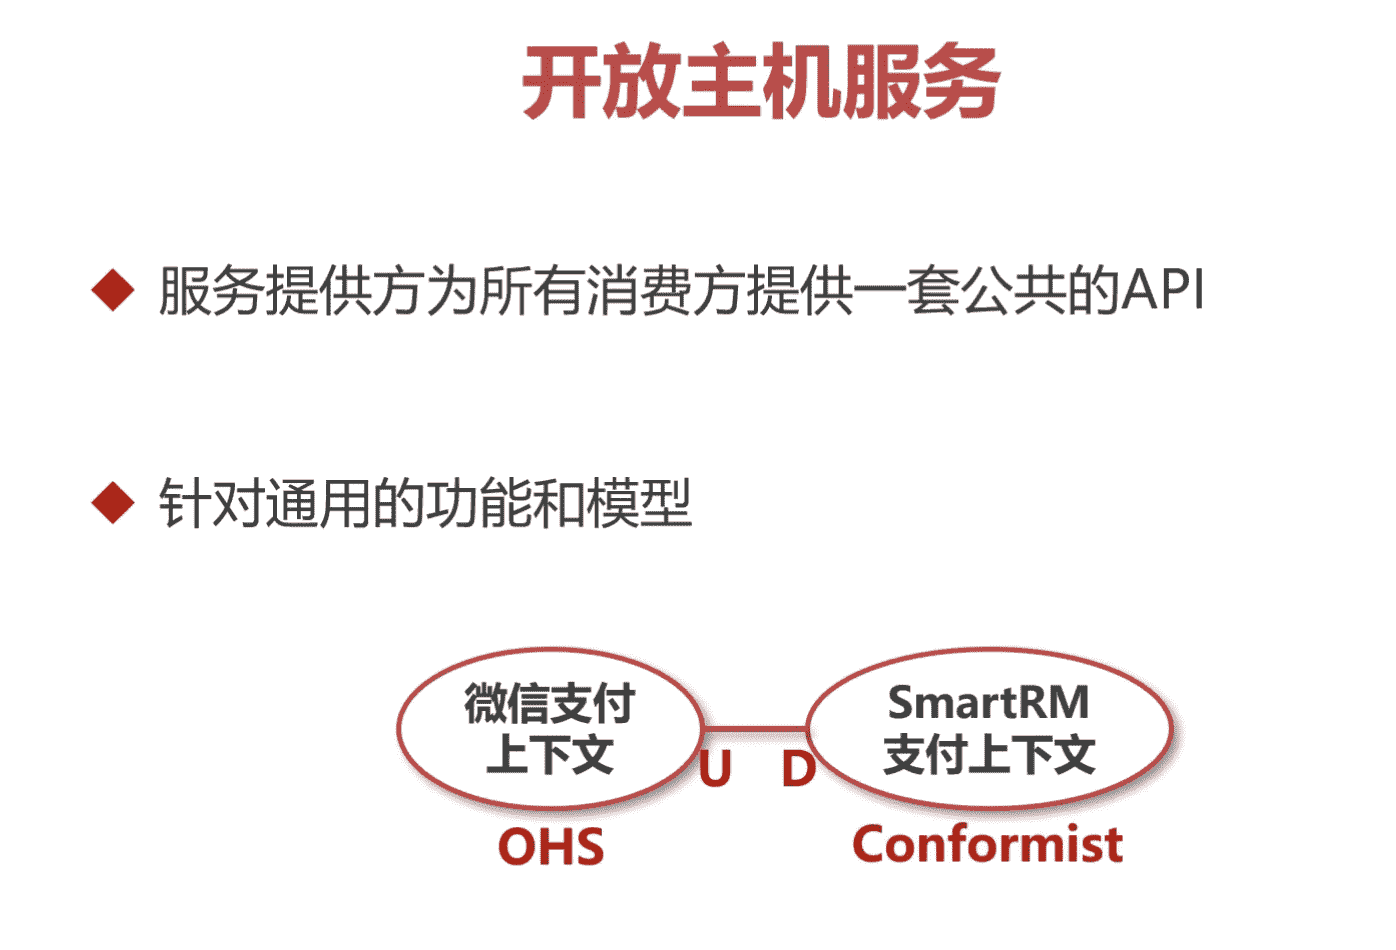 开放主机服务
服务提供方为所有消费方提供一套公共的API
针对通用的功能和模型
微信支付
上下文
SmartRM
支付上下文
U
D
OHS
Conformist